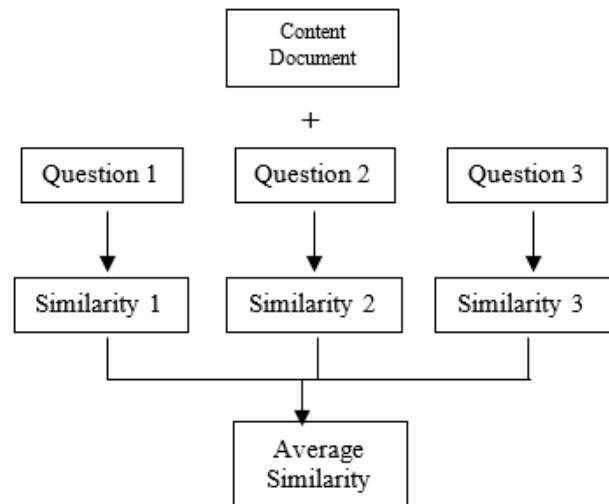 Content
Document
+
Question 1
Question 2
Question 3
Similarity 1
Similarity 2
Similarity 3
Average
Similarity